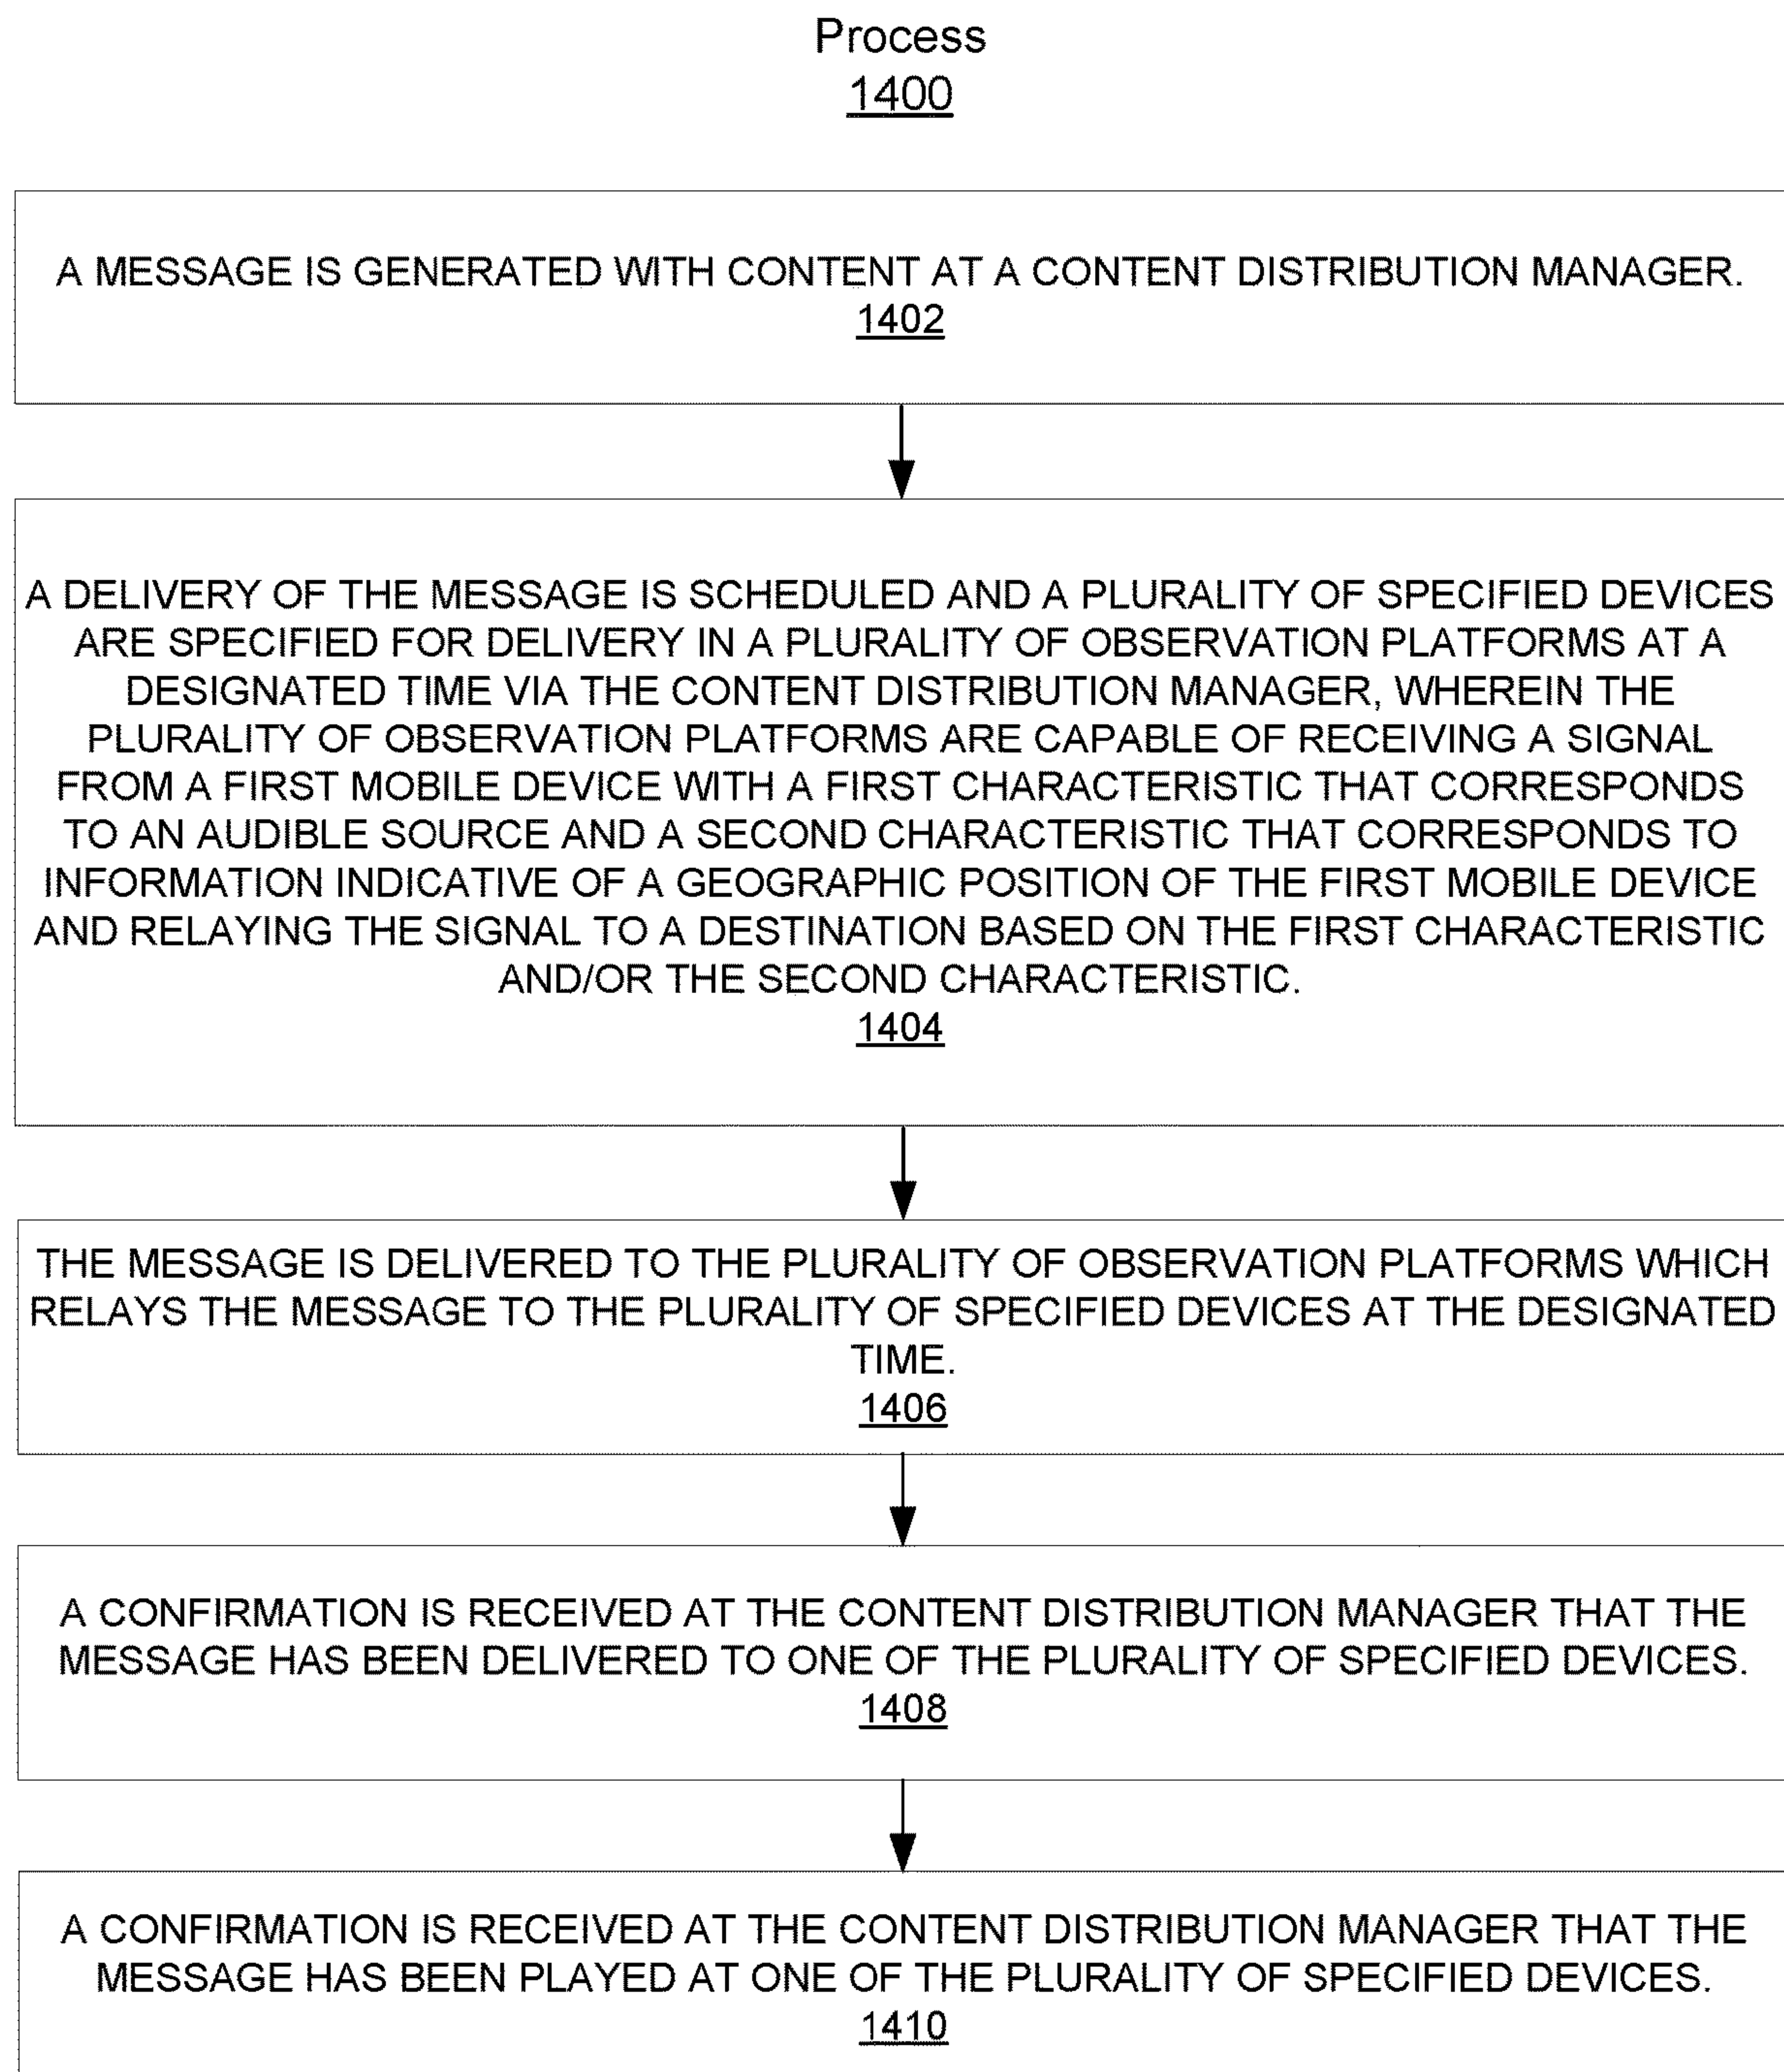 Process
1400
A MESSAGE IS GENERATED WITH CONTENT AT A CONTENT DISTRIBUTION MANAGER.
1402
A DELIVERY OF THE MESSAGE IS SCHEDULED AND A PLURALITY OF SPECIFIED DEVICES
ARE SPECIFIED FOR DELIVERY IN A PLURALITY OF OBSERVATION PLATFORMS AT A
DESIGNATED TIME VIA THE CONTENT DISTRIBUTION MANAGER, WHEREIN THE
PLURALITY OF OBSERVATION PLATFORMS ARE CAPABLE OF RECEIVING A SIGNAL
FROM A FIRST MOBILE DEVICE WITH A FIRST CHARACTERISTIC THAT CORRESPONDS
TO AN AUDIBLE SOURCE AND A SECOND CHARACTERISTIC THAT CORRESPONDS TO
INFORMATION INDICATIVE OF A GEOGRAPHIC POSITION OF THE FIRST MOBILE DEVICE
AND RELAYING THE SIGNAL TO A DESTINATION BASED ON THE FIRST CHARACTERISTIC
AND/OR THE SECOND CHARACTERISTIC.
1404
THE MESSAGE IS DELIVERED TO THE PLURALITY OF OBSERVATION PLATFORMS WHICH
RELAYS THE MESSAGE TO THE PLURALITY OF SPECIFIED DEVICES AT THE DESIGNATED
TIME.
1406
A CONFIRMATION IS RECEIVED AT THE CONTENT DISTRIBUTION MANAGER THAT THE
MESSAGE HAS BEEN DELIVERED TO ONE OF THE PLURALITY OF SPECIFIED DEVICES.
1408
A CONFIRMATION IS RECEIVED AT THE CONTENT DISTRIBUTION MANAGER THAT THE
MESSAGE HAS BEEN PLAYED AT ONE OF THE PLURALITY OF SPECIFIED DEVICES.
1410